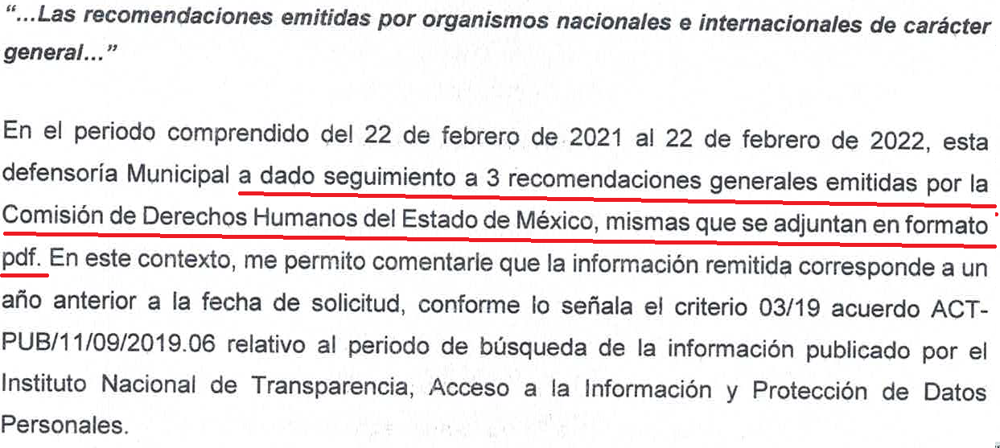 “...Las recomendaciones emitidas por organismos nacionales e internacionales de carácter
general...”
En el periodo comprendido del 22 de febrero de 2021 al 22 de febrero de 2022, esta
defensoría Municipal a dado seguimiento a 3 recomendaciones generales emitidas por la
Comisión de Derechos Humanos del Estado de México, mismas que se adjuntan en formato
pdf. En este contexto, me permito comentarle que la información remitida corresponde a un
año anterior a la fecha de solicitud, conforme lo señala el criterio 03/19 acuerdo ACT-
PUB/11/09/2019.06 relativo al periodo de búsqueda de la información publicado por el
Instituto Nacional de Transparencia, Acceso a la Información y Protección de Datos
Personales.